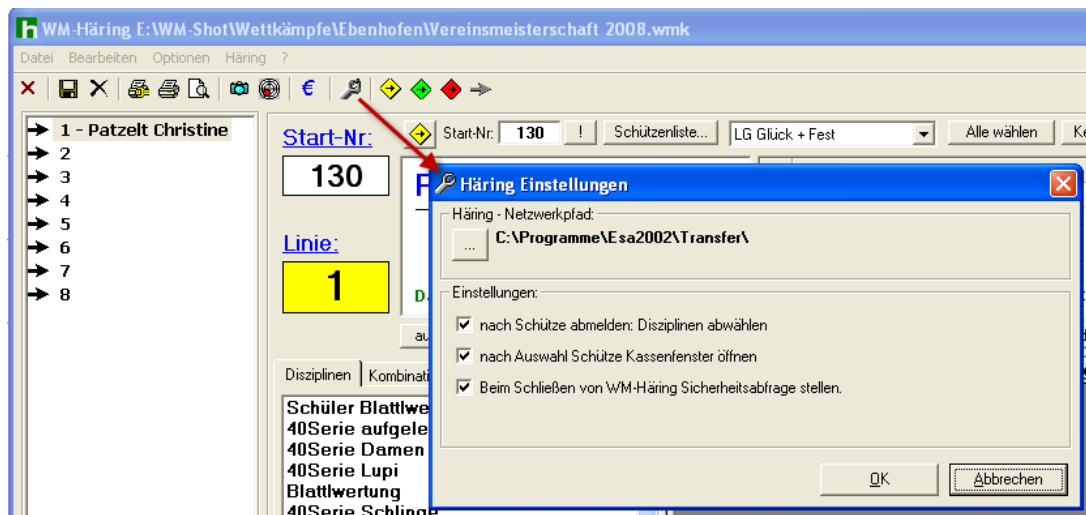 WM-Häring E:\WM-Shot\Wettkämpfe\Ebenhofen\Vereinsmeisterschaft 2008.wmk
Datei Bearbeiten Optionen Häring ?
1 - Patzelt Christine
2
3
4
5
6
7
8
Start-Nr:
130
Linie:
1
Start-Nr: 130 ! Schützenliste... LG Glück + Fest Alle wählen
Disziplinen
Schüler
40Serie
40Serie Damen
40Serie Lupi
Blattlwertung
40Serie Schlinge
Häring Einstellungen
Häring - Netzwerkpfad:
... C:\Programme\Esa2002\Transfer\
Einstellungen:
nach Schütze abmelden: Disziplinen abwählen
nach Auswahl Schütze Kassenfenster öffnen
Beim Schließen von WM-Häring Sicherheitsabfrage stellen.
OK Abbrechen